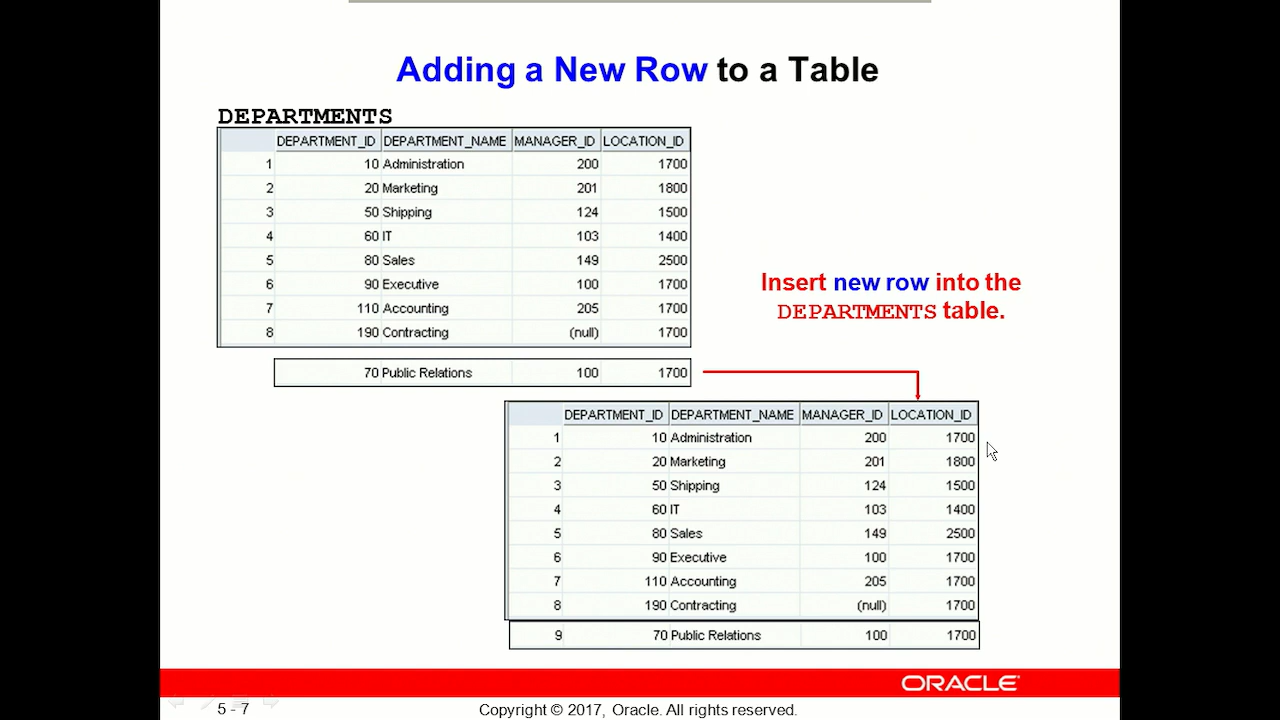 Adding a New Row to a Table
DEPARTMENTS
DEPARTMENT_ID DEPARTMENT_NAME MANAGER_ID LOCATION_ID
1 10 Administration 200 1700
2 20 Marketing 201 1800
3 50 Shipping 124 1500
4 60 IT 103 1400
5 80 Sales 149 2500
6 90 Executive 100 1700
7 110 Accounting 205 1700
8 190 Contracting (null) 1700
70 Public Relations 100 1700
Insert new row into the
DEPARTMENTS table.
DEPARTMENT_ID DEPARTMENT_NAME MANAGER_ID LOCATION_ID
1 10 Administration 200 1700
2 20 Marketing 201 1800
3 50 Shipping 124 1500
4 60 IT 103 1400
5 80 Sales 149 2500
6 90 Executive 100 1700
7 110 Accounting 205 1700
8 190 Contracting (null) 1700
9 70 Public Relations 100 1700
ORACLE
5 - 7
Copyright © 2017, Oracle. All rights reserved.